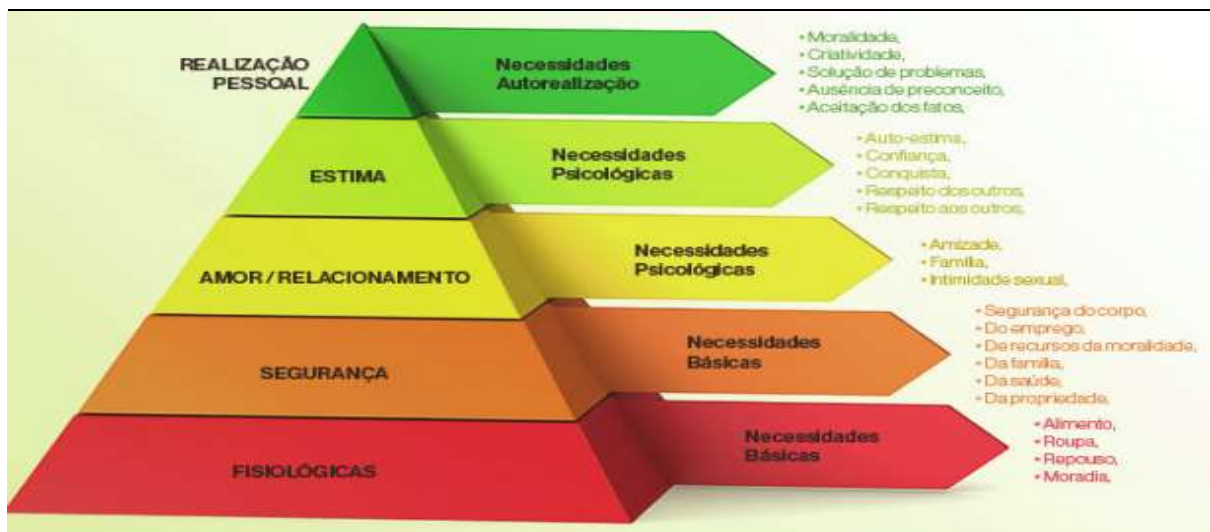 REALIZAÇÃO
PESSOAL
Necessidades
Autorealização
• Moralidade,
• Criatividade,
• Solução de problemas,
• Ausência de preconceito,
• Aceitação dos fatos,
ESTIMA
Necessidades
Psicológicas
• Auto-estima,
• Confiança,
• Conquista,
• Respeito dos outros,
• Respeito aos outros,
AMOR / RELACIONAMENTO
Necessidades
Psicológicas
• Amizade,
• Família,
• Intimidade sexual,
SEGURANÇA
Necessidades
Básicas
• Segurança do corpo,
• Do emprego,
• De recursos da moralidade,
• Da família,
• Da saúde,
• Da propriedade,
FISIOLÓGICAS
Necessidades
Básicas
• Alimento,
• Roupa,
• Repouso,
• Moradia,